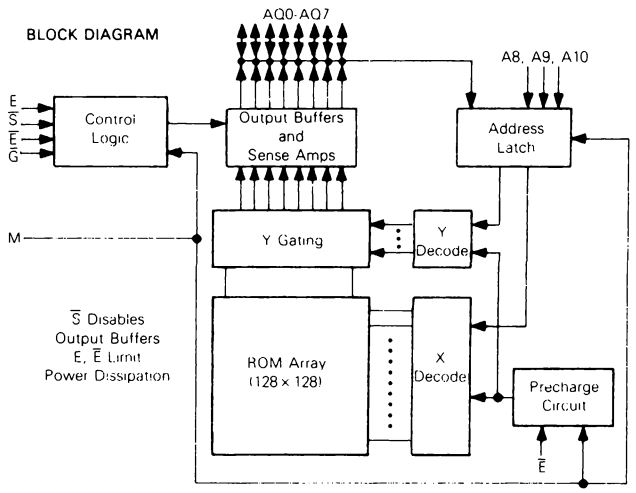 BLOCK DIAGRAM
AQ0-AQ7
A8, A9, A10
E
S̅
E̅
G̅
Control
Logic
Output Buffers
and
Sense Amps
Address
Latch
M
Y Gating
Y
Decode
S̅ Disables
Output Buffers
E, E̅ Limit
Power Dissipation
ROM Array
(128 × 128)
X
Decode
Precharge
Circuit
E̅